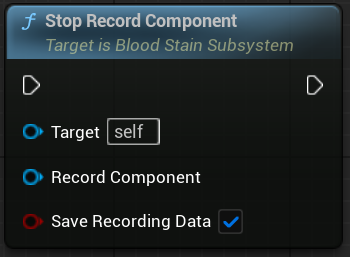 Stop Record Component
Target is Blood Stain Subsystem
Target self
Record Component
Save Recording Data